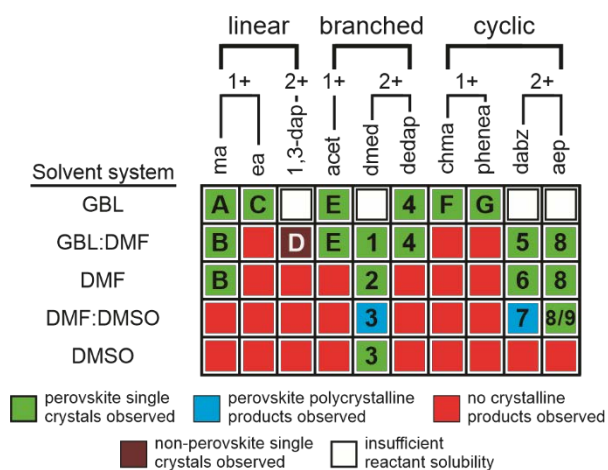 linear branched cyclic
1+ 2+ 1+ 2+ 1+ 2+
ma ea 1,3-dap acet dmed dedap chma phenea dabz aep
Solvent system
GBL A C E 4 F G
GBL:DMF B D E 1 4 5 8
DMF B 2 6 8
DMF:DMSO 3 7 8/9
DMSO 3
perovskite single crystals observed
perovskite polycrystalline products observed
no crystalline products observed
non-perovskite single crystals observed
insufficient reactant solubility